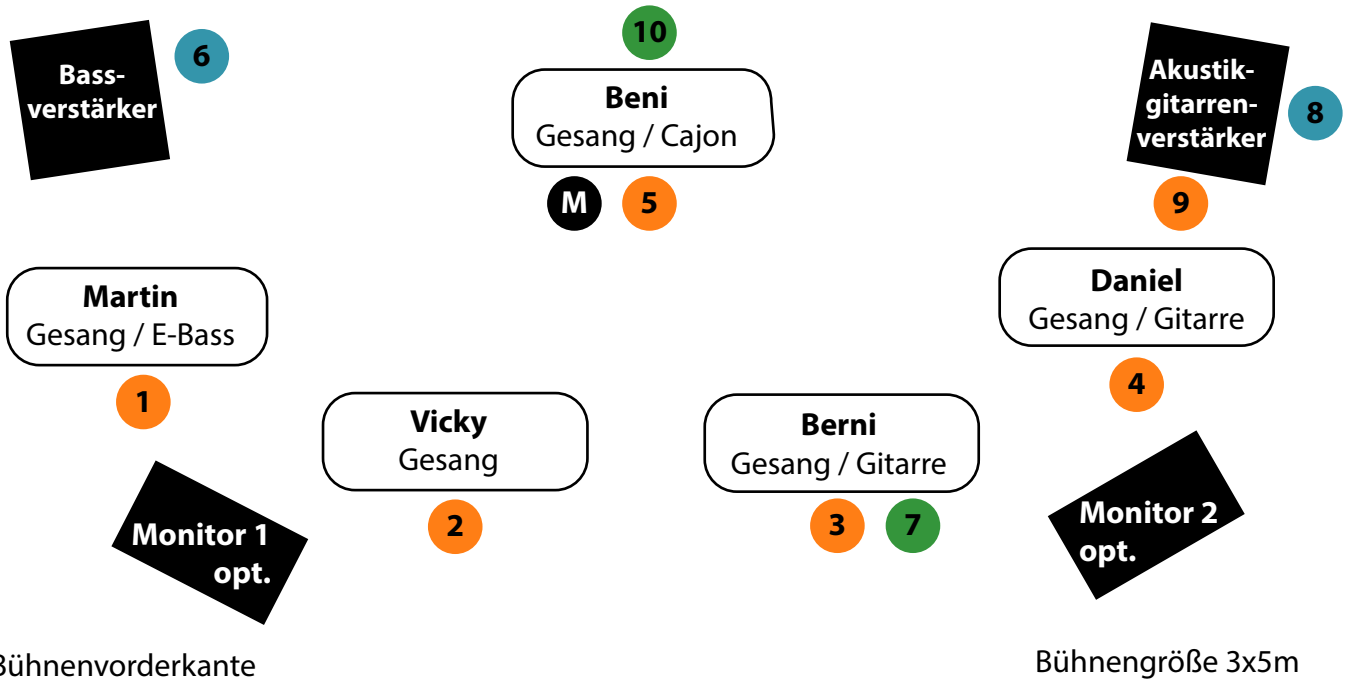 Bass-
verstärker
6
10
Beni
Gesang / Cajon
M
5
Akustik-
gitarren-
verstärker
8
9
Martin
Gesang / E-Bass
1
Daniel
Gesang / Gitarre
4
Vicky
Gesang
2
Berni
Gesang / Gitarre
3
7
Monitor 1
opt.
Monitor 2
opt.
Bühnenvorderkante
Bühnengröße 3x5m